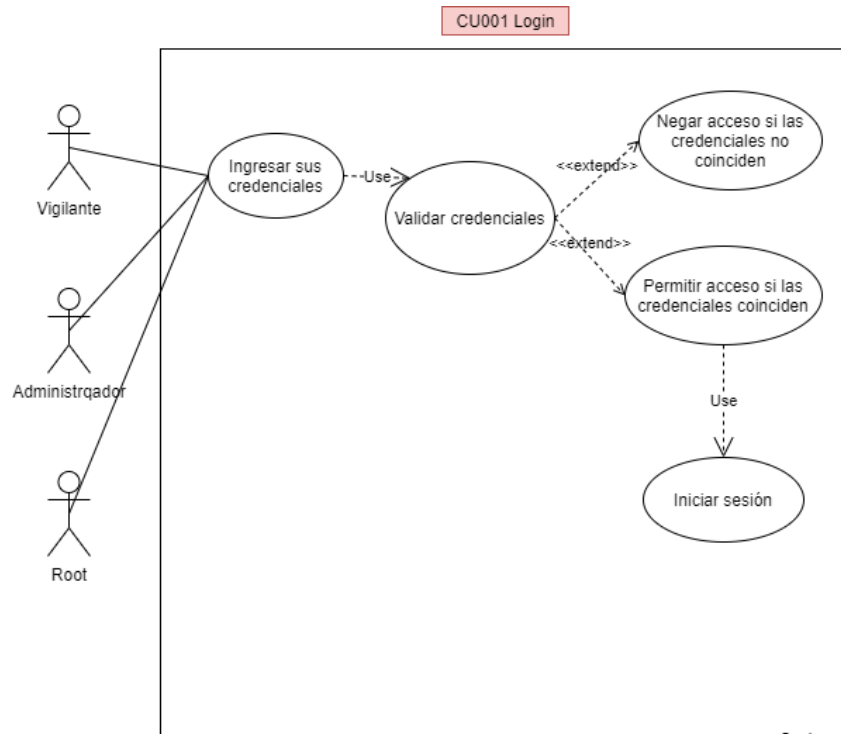 CU001 Login
Vigilante
Administrqador
Root
Ingresar sus
credenciales
Use
Validar credenciales
<<extend>>
<<extend>>
Negar acceso si las
credenciales no
coinciden
Permitir acceso si las
credenciales coinciden
Use
Iniciar sesión